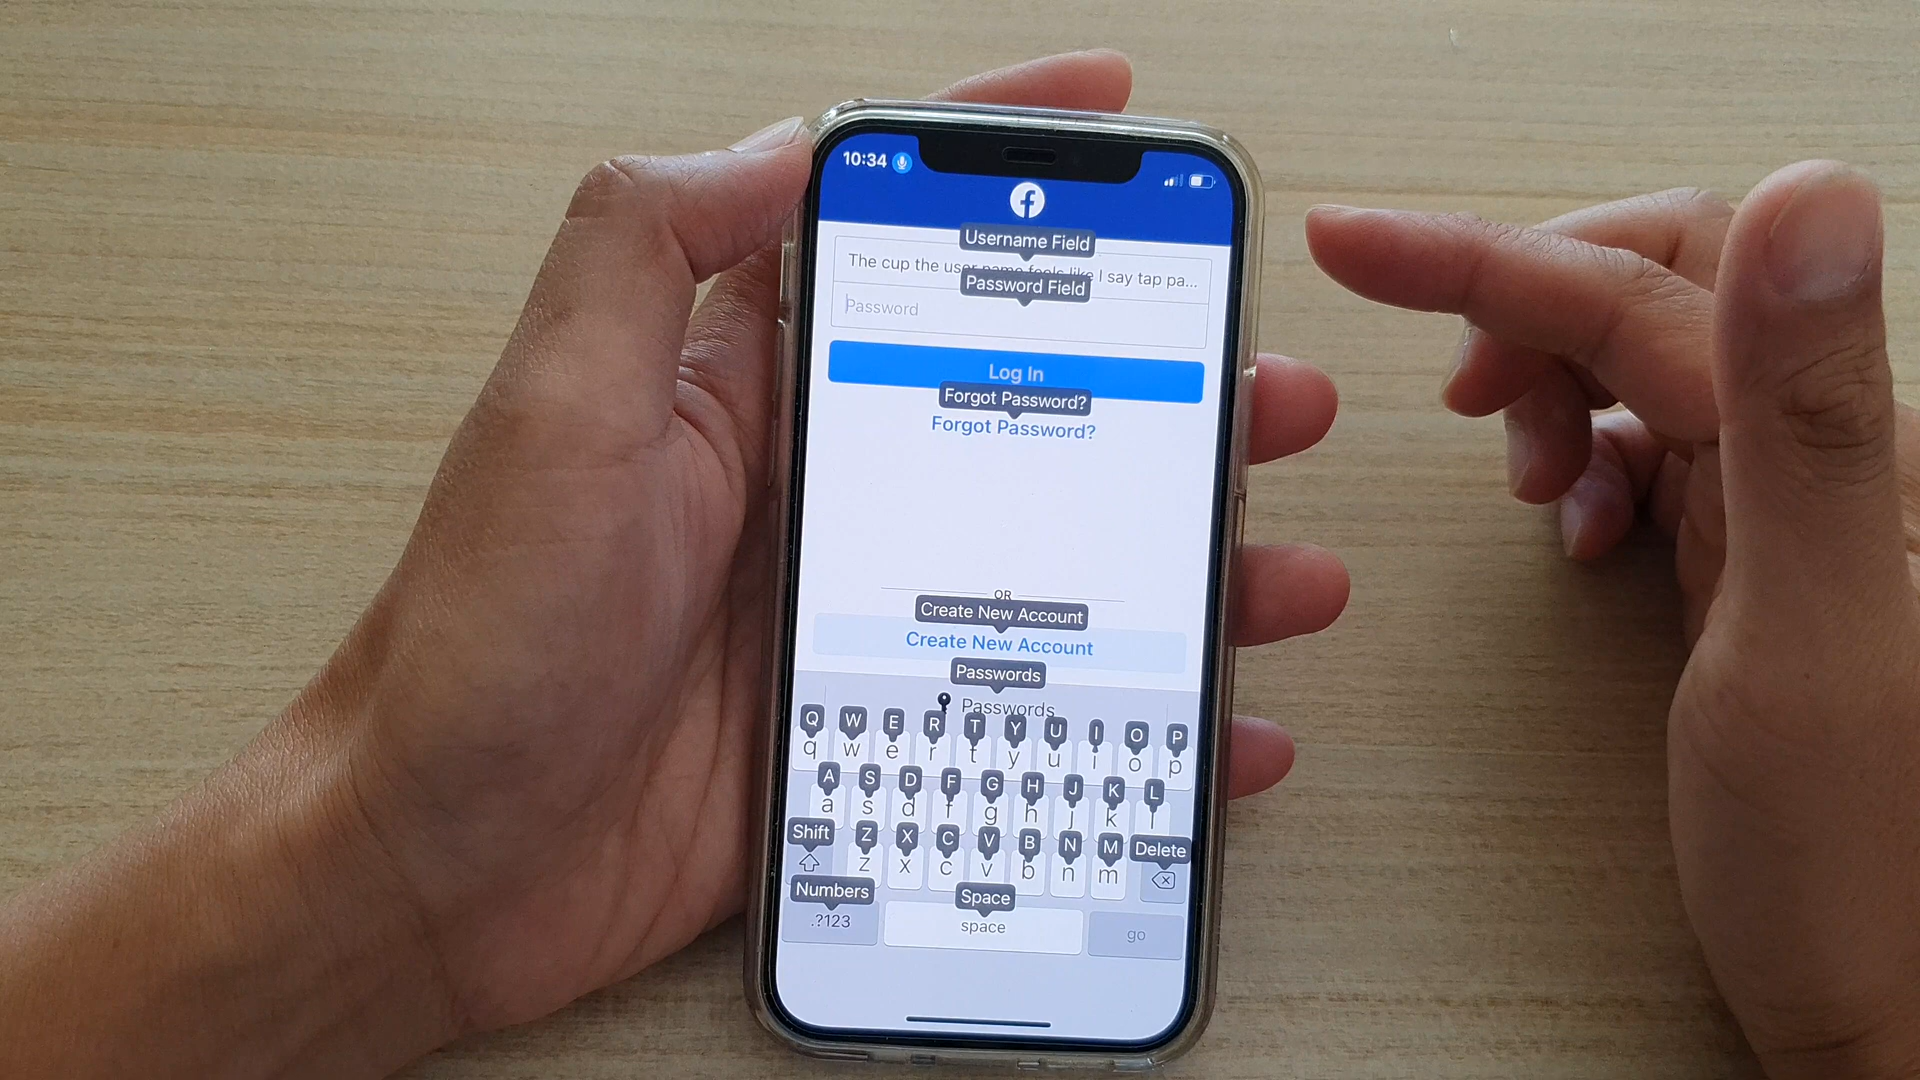 10:34
f
Username Field
The cup the user name feels like I say tap pa...
Password Field
Password
Log In
Forgot Password?
Forgot Password?
OR
Create New Account
Create New Account
Passwords
Passwords
Q W E R T Y U I O P
q w e r t y u i o p
A S D F G H J K L
a s d f g h j k l
Shift Z X C V B N M Delete
z x c v b n m
Numbers Space
.?123 space go